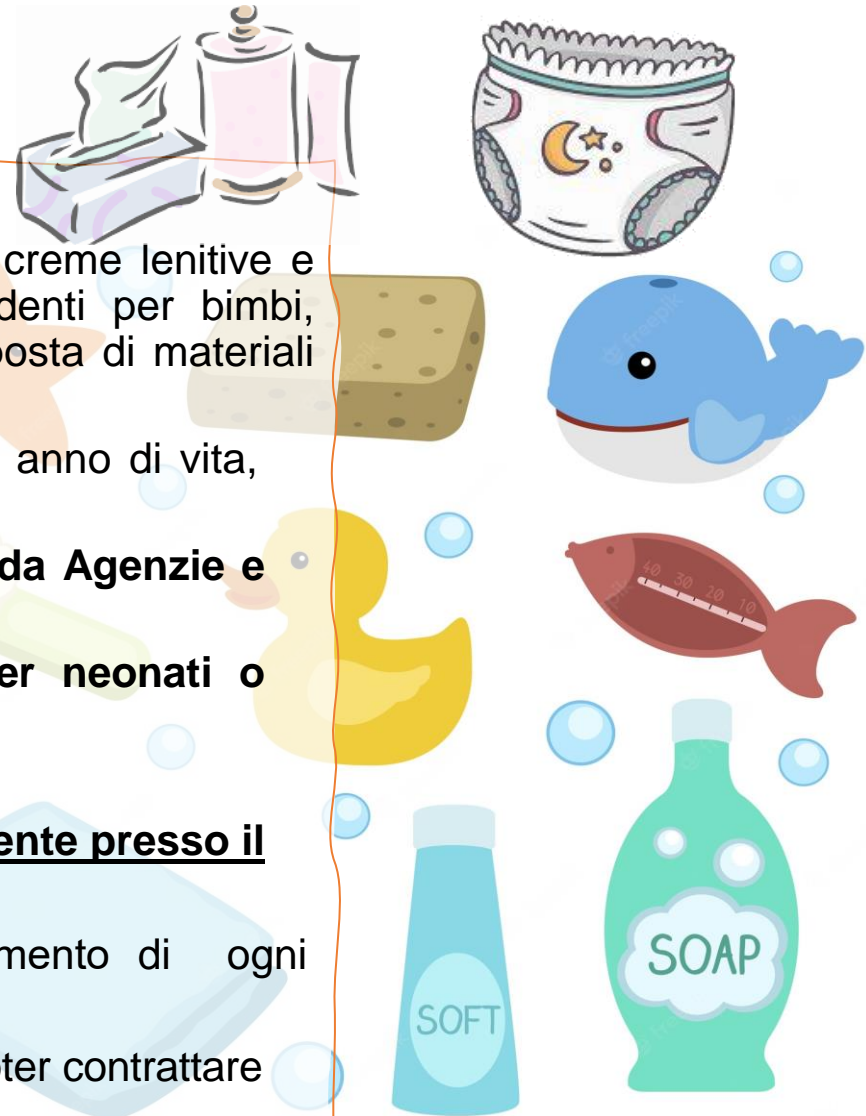 creme lenitive e
denti per bimbi,
posta di materiali
anno di vita,
da Agenzie e
er neonati o
40 30 20 10
ente presso il
mento di ogni
SOAP
SOFT
ter contrattare